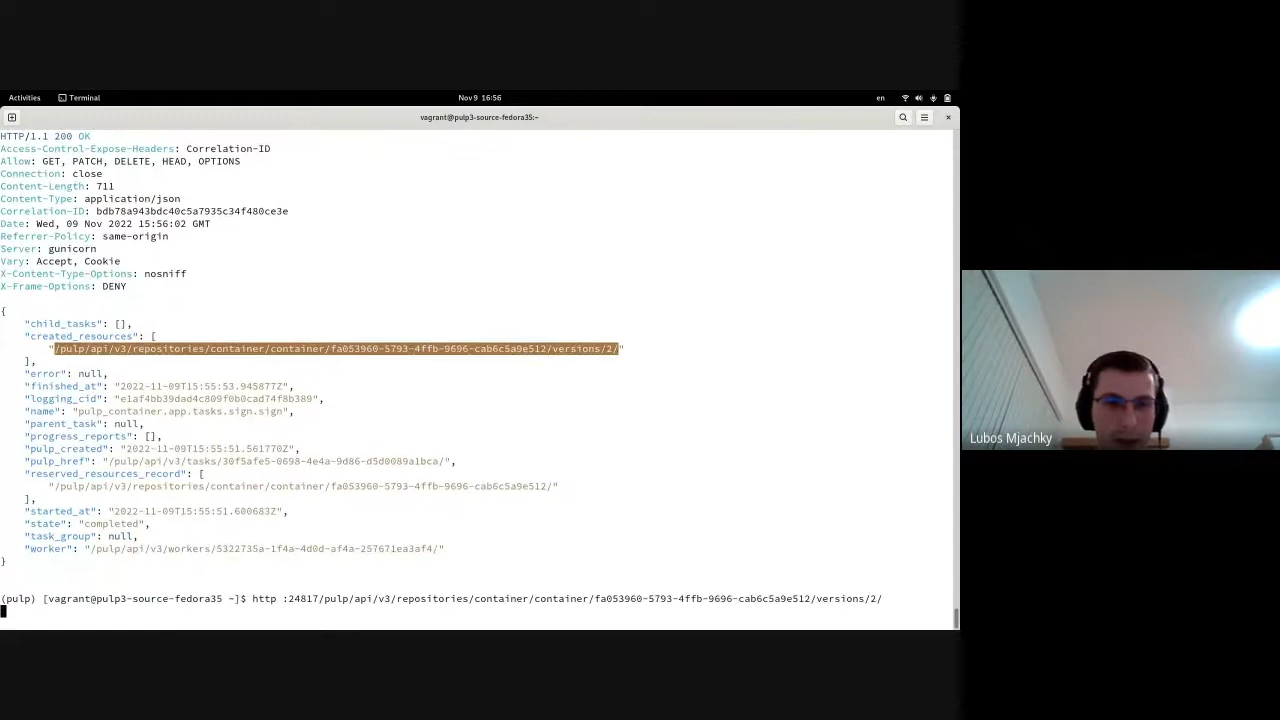 Activities Terminal Nov 9 16:56 en
vagrant@pulp3-source-fedora35:~
HTTP/1.1 200 OK
Access-Control-Expose-Headers: Correlation-ID
Allow: GET, PATCH, DELETE, HEAD, OPTIONS
Connection: close
Content-Length: 711
Content-Type: application/json
Correlation-ID: bdb78a943bdc40c5a7935c34f480ce3e
Date: Wed, 09 Nov 2022 15:56:02 GMT
Referrer-Policy: same-origin
Server: gunicorn
Vary: Accept, Cookie
X-Content-Type-Options: nosniff
X-Frame-Options: DENY
{
"child_tasks": [],
"created_resources": [
"/pulp/api/v3/repositories/container/container/fa053960-5793-4ffb-9696-cab6c5a9e512/versions/2/"
],
"error": null,
"finished_at": "2022-11-09T15:55:53.945877Z",
"logging_cid": "e1af4bb39dad4c809f0b0cad74f8b389",
"name": "pulp_container.app.tasks.sign.sign",
"parent_task": null,
"progress_reports": [],
"pulp_created": "2022-11-09T15:55:51.561770Z",
"pulp_href": "/pulp/api/v3/tasks/30f5afe5-0698-4e4a-9d86-d5d0089a1bca/",
"reserved_resources_record": [
"/pulp/api/v3/repositories/container/container/fa053960-5793-4ffb-9696-cab6c5a9e512/"
],
"started_at": "2022-11-09T15:55:51.600683Z",
"state": "completed",
"task_group": null,
"worker": "/pulp/api/v3/workers/5322735a-1f4a-4d0d-af4a-257671ea3af4/"
}
(pulp) [vagrant@pulp3-source-fedora35 ~]$ http :24817/pulp/api/v3/repositories/container/container/fa053960-5793-4ffb-9696-cab6c5a9e512/versions/2/
Lubos Mjachky